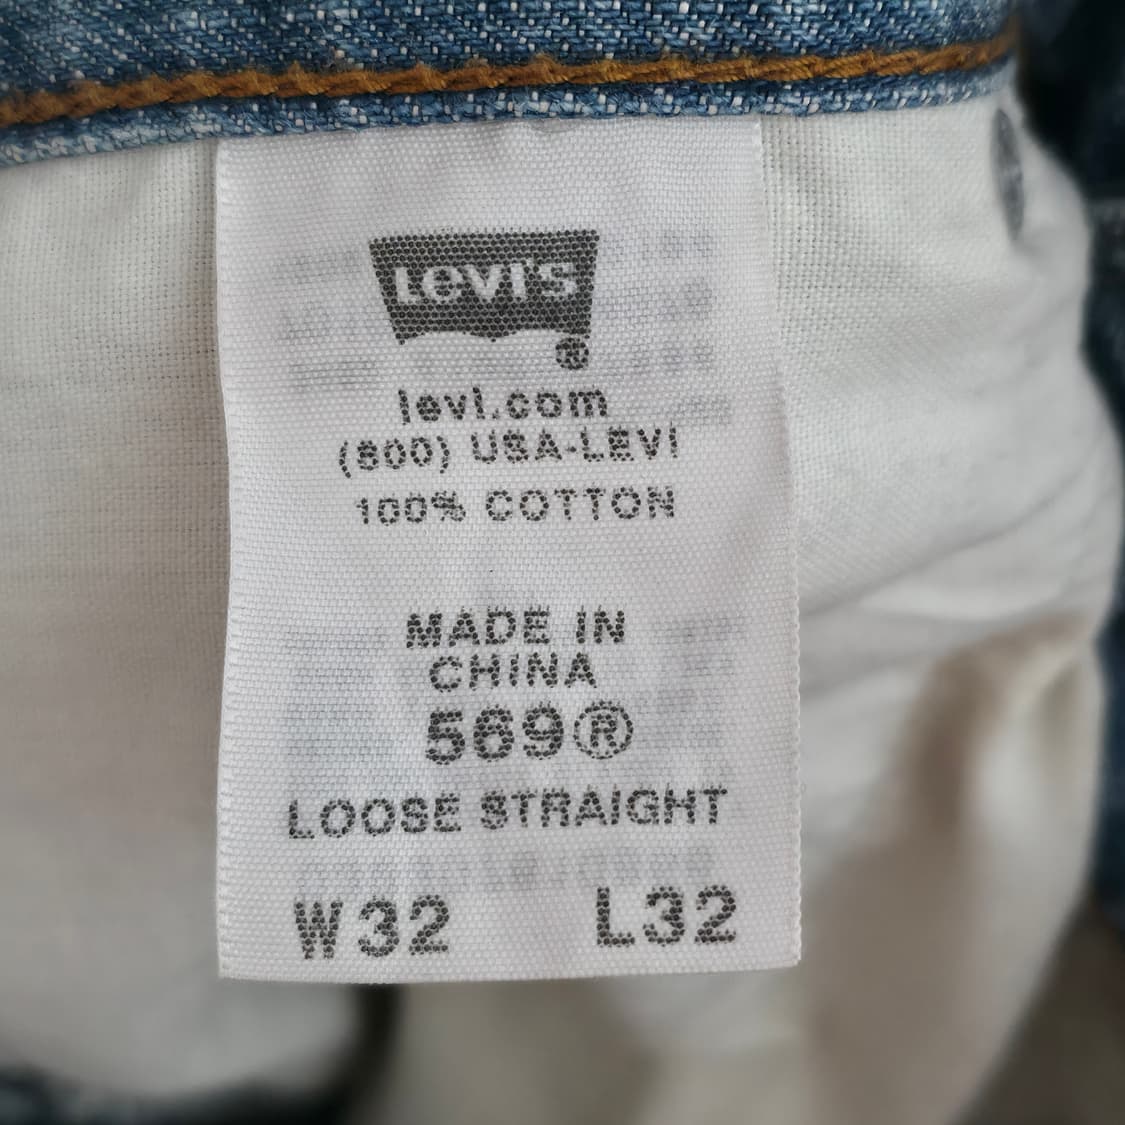 Levi's
®
levi.com
(800) USA-LEVI
100% COTTON
MADE IN
CHINA
569®
LOOSE STRAIGHT
W32 L32